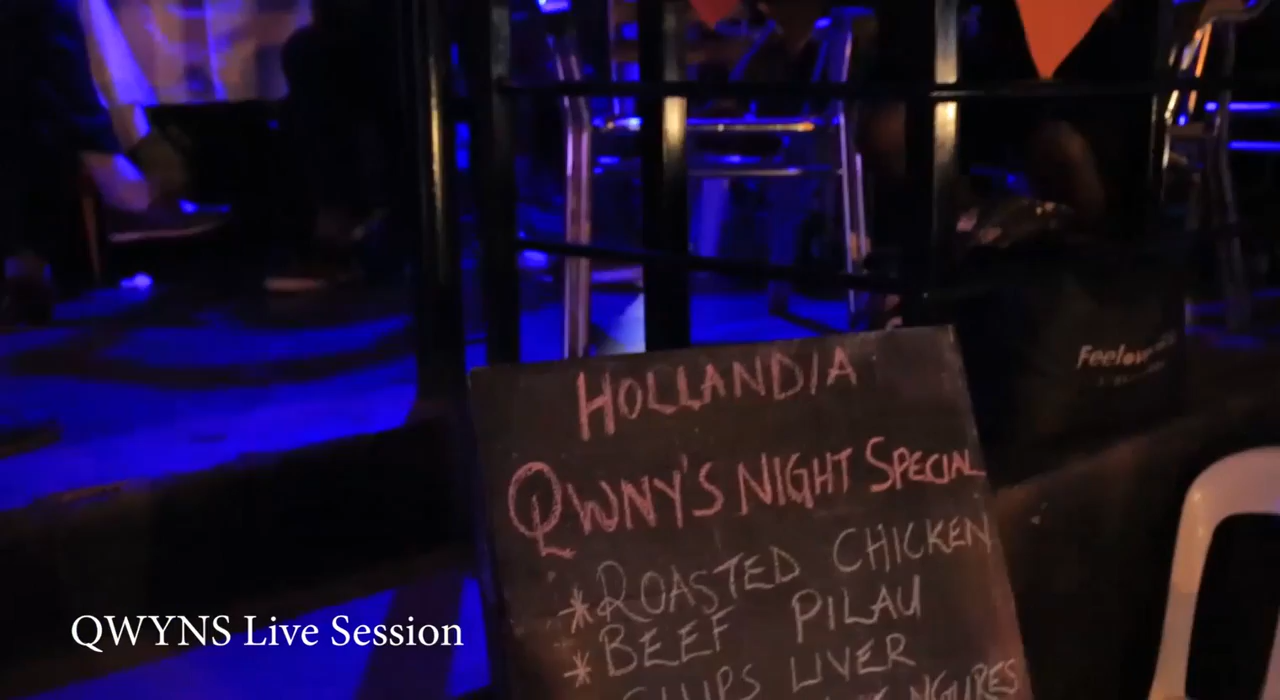 HOLLANDIA
QWNY'S NIGHT SPECIAL
*ROASTED CHICKEN
*BEEF PILAU
CHIPS LIVER
QWYNS Live Session